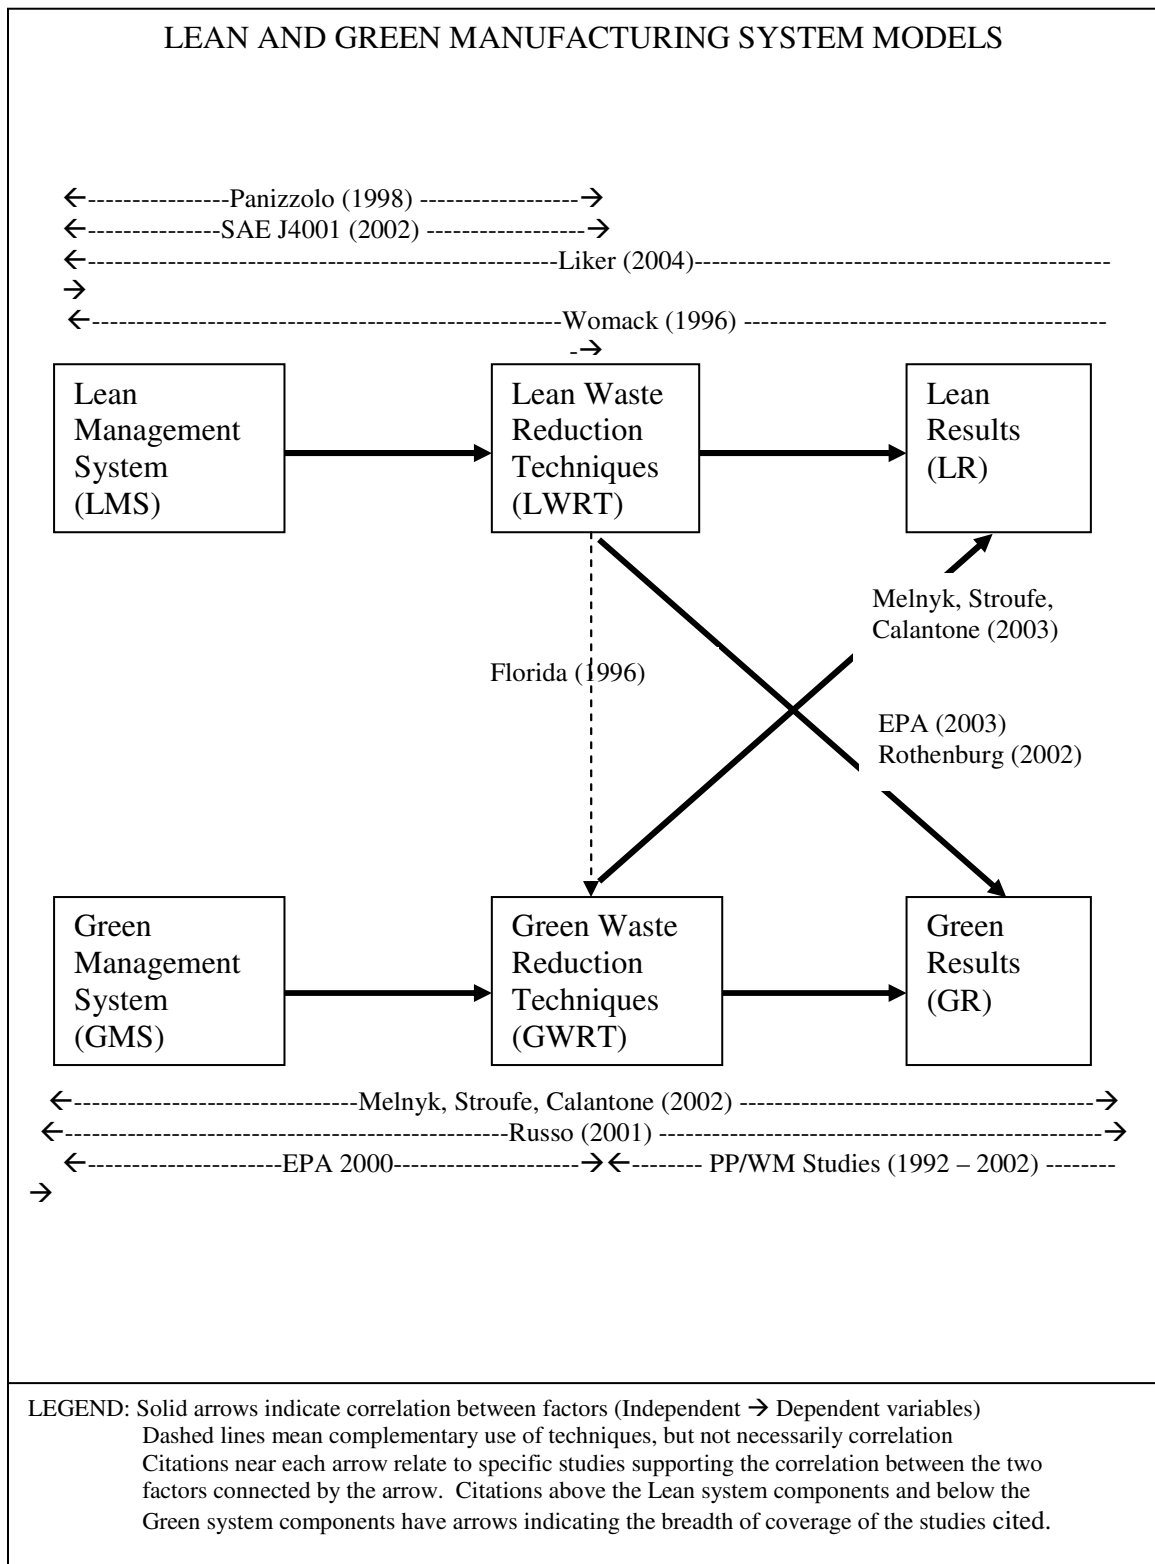 LEAN AND GREEN MANUFACTURING SYSTEM MODELS
←----------------Panizzolo (1998) ------------------→
←---------------SAE J4001 (2002) ------------------→
←------------------------------------------------------Liker (2004)------------------------------------------------
→
←------------------------------------------------------Womack (1996) ------------------------------------------
-→
Lean
Management
System
(LMS)
Lean Waste
Reduction
Techniques
(LWRT)
Lean
Results
(LR)
Melnyk, Stroufe,
Calantone (2003)
Florida (1996)
EPA (2003)
Rothenburg (2002)
Green
Management
System
(GMS)
Green Waste
Reduction
Techniques
(GWRT)
Green
Results
(GR)
←--------------------------------Melnyk, Stroufe, Calantone (2002) ----------------------------------------→
←---------------------------------------------------Russo (2001) ---------------------------------------------------→
←-------------------------EPA 2000---------------------→←-------- PP/WM Studies (1992 – 2002) --------
→
LEGEND: Solid arrows indicate correlation between factors (Independent → Dependent variables)
Dashed lines mean complementary use of techniques, but not necessarily correlation
Citations near each arrow relate to specific studies supporting the correlation between the two
factors connected by the arrow. Citations above the Lean system components and below the
Green system components have arrows indicating the breadth of coverage of the studies cited.